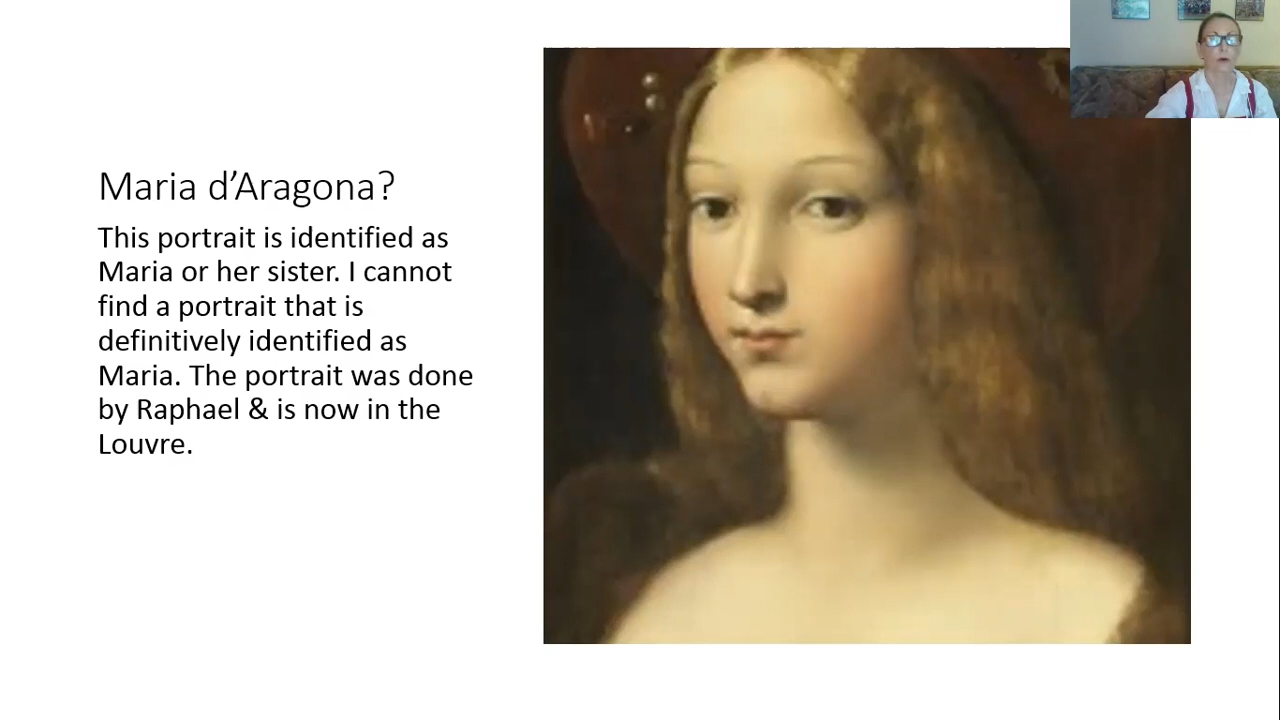 Maria d’Aragona?
This portrait is identified as
Maria or her sister. I cannot
find a portrait that is
definitively identified as
Maria. The portrait was done
by Raphael & is now in the
Louvre.